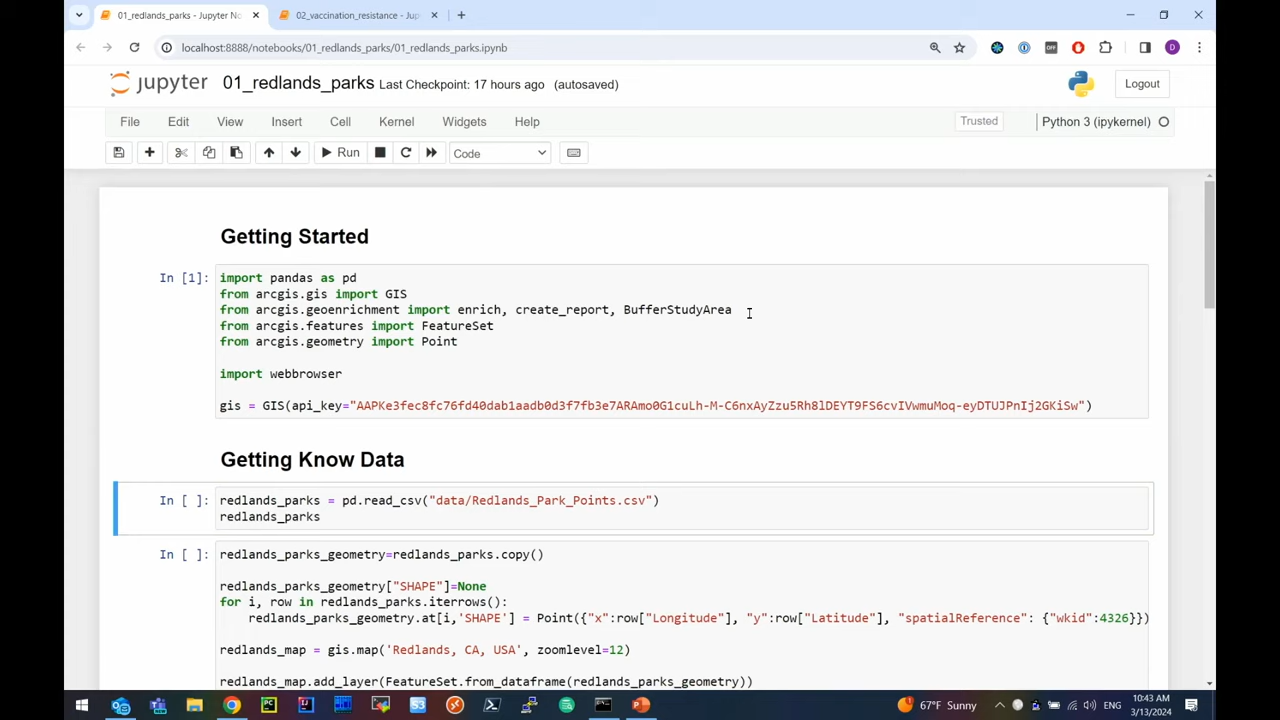 01_redlands_parks - Jupyter No
02_vaccination_resistance - Jup
localhost:8888/notebooks/01_redlands_parks/01_redlands_parks.ipynb
OFF
D
jupyter 01_redlands_parks Last Checkpoint: 17 hours ago (autosaved)
Logout
File Edit View Insert Cell Kernel Widgets Help
Trusted
Python 3 (ipykernel)
Run
Code
Getting Started
In [1]:
import pandas as pd
from arcgis.gis import GIS
from arcgis.geoenrichment import enrich, create_report, BufferStudyArea
from arcgis.features import FeatureSet
from arcgis.geometry import Point
import webbrowser
gis = GIS(api_key="AAPKe3fec8fc76fd40dab1aadb0d3f7fb3e7ARAmo0G1cuLh-M-C6nxAyZzu5Rh8lDEYT9FS6cvIVwmuMoq-eyDTUJPnIj2GKiSw")
Getting Know Data
In [ ]:
redlands_parks = pd.read_csv("data/Redlands_Park_Points.csv")
redlands_parks
In [ ]:
redlands_parks_geometry=redlands_parks.copy()
redlands_parks_geometry["SHAPE"]=None
for i, row in redlands_parks.iterrows():
redlands_parks_geometry.at[i,'SHAPE'] = Point({"x":row["Longitude"], "y":row["Latitude"], "spatialReference": {"wkid":4326}})
redlands_map = gis.map('Redlands, CA, USA', zoomlevel=12)
redlands_map.add_layer(FeatureSet.from_dataframe(redlands_parks_geometry))
67°F Sunny
ENG
10:43 AM
3/13/2024